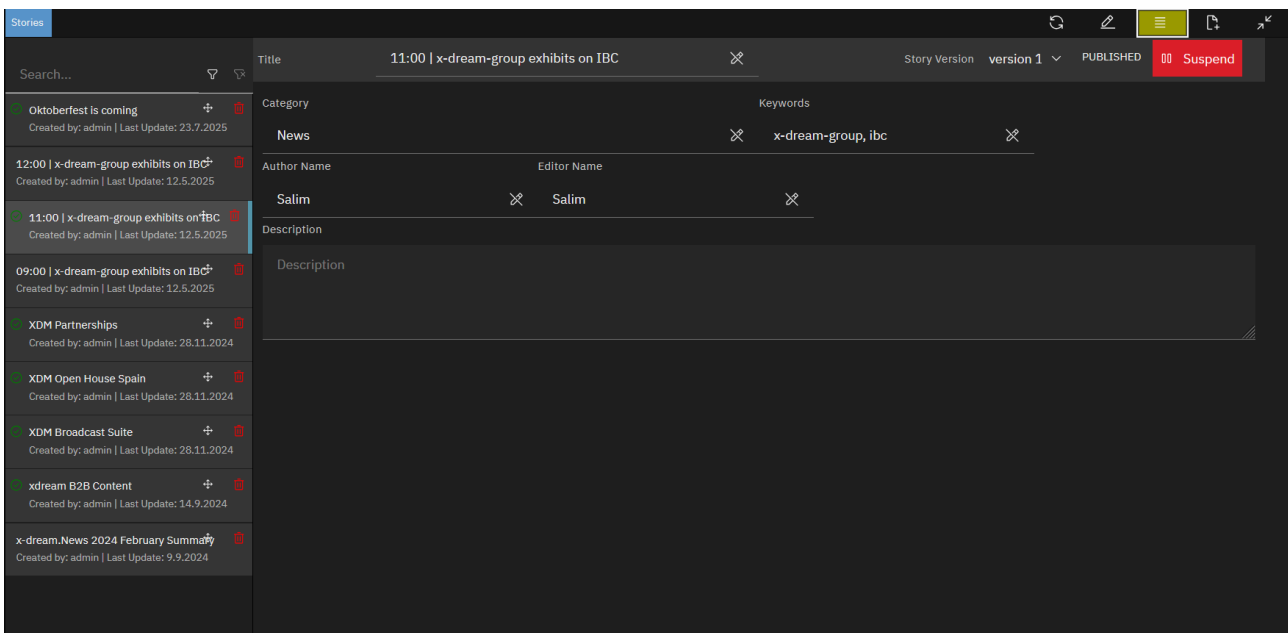 Stories
Search...
Title
11:00 | x-dream-group exhibits on IBC
Story Version
version 1
PUBLISHED
Suspend
Oktoberfest is coming
Created by: admin | Last Update: 23.7.2025
12:00 | x-dream-group exhibits on IBC
Created by: admin | Last Update: 12.5.2025
11:00 | x-dream-group exhibits on IBC
Created by: admin | Last Update: 12.5.2025
09:00 | x-dream-group exhibits on IBC
Created by: admin | Last Update: 12.5.2025
XDM Partnerships
Created by: admin | Last Update: 28.11.2024
XDM Open House Spain
Created by: admin | Last Update: 28.11.2024
XDM Broadcast Suite
Created by: admin | Last Update: 28.11.2024
xdream B2B Content
Created by: admin | Last Update: 14.9.2024
x-dream.News 2024 February Summary
Created by: admin | Last Update: 9.9.2024
Category
Keywords
News
x-dream-group, ibc
Author Name
Editor Name
Salim
Salim
Description
Description